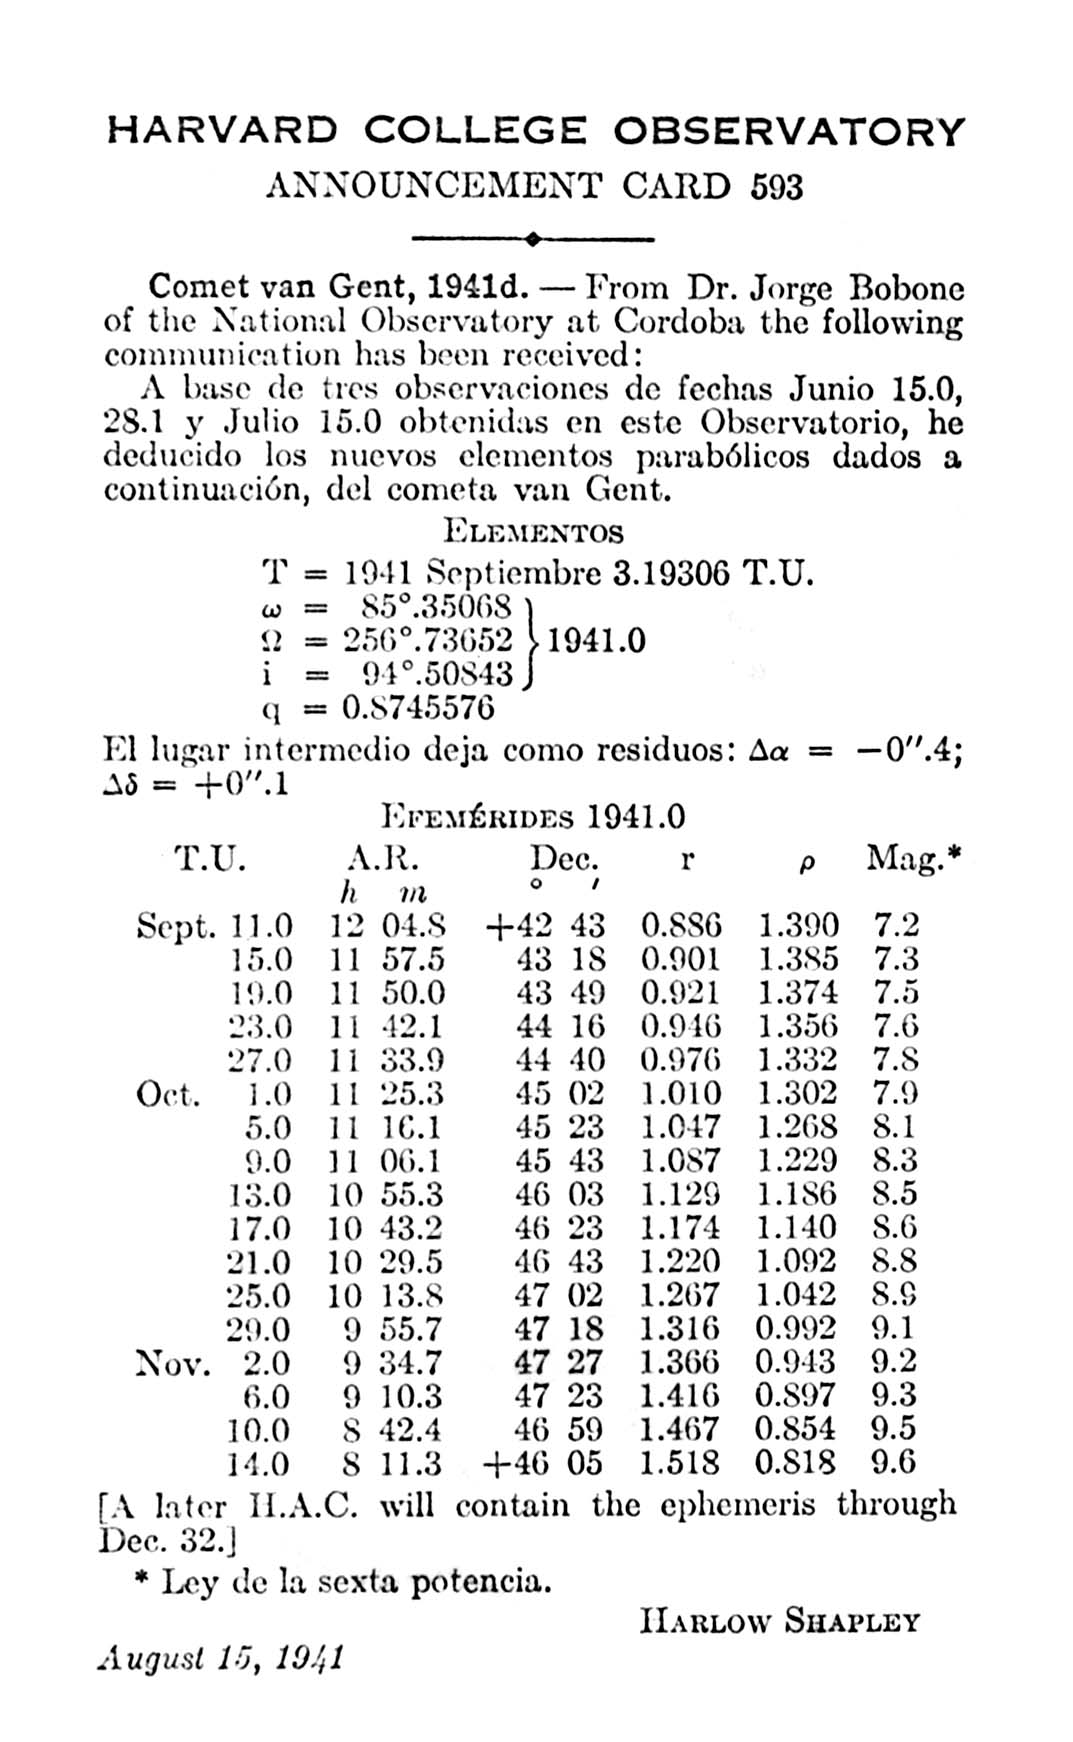 HARVARD COLLEGE OBSERVATORY
ANNOUNCEMENT CARD 593
Comet van Gent, 1941d. — From Dr. Jorge Bobone
of the National Observatory at Cordoba the following
communication has been received:
A base de tres observaciones de fechas Junio 15.0,
28.1 y Julio 15.0 obtenidas en este Observatorio, he
deducido los nuevos elementos parabólicos dados a
continuación, del cometa van Gent.
ELEMENTOS
T = 1941 Septiembre 3.19306 T.U.
ω = 85°.35068
Ω = 256°.73652 } 1941.0
i = 94°.50843
q = 0.8745576
El lugar intermedio deja como residuos: Δα = −0″.4;
Δδ = +0″.1
EFEMÉRIDES 1941.0
T.U. A.R. Dec. r ρ Mag.*
h m ° ′
Sept. 11.0 12 04.8 +42 43 0.886 1.390 7.2
15.0 11 57.5 43 18 0.901 1.385 7.3
19.0 11 50.0 43 49 0.921 1.374 7.5
23.0 11 42.1 44 16 0.946 1.356 7.6
27.0 11 33.9 44 40 0.976 1.332 7.8
Oct. 1.0 11 25.3 45 02 1.010 1.302 7.9
5.0 11 16.1 45 23 1.047 1.268 8.1
9.0 11 06.1 45 43 1.087 1.229 8.3
13.0 10 55.3 46 03 1.129 1.186 8.5
17.0 10 43.2 46 23 1.174 1.140 8.6
21.0 10 29.5 46 43 1.220 1.092 8.8
25.0 10 13.8 47 02 1.267 1.042 8.9
29.0 9 55.7 47 18 1.316 0.992 9.1
Nov. 2.0 9 34.7 47 27 1.366 0.943 9.2
6.0 9 10.3 47 23 1.416 0.897 9.3
10.0 8 42.4 46 59 1.467 0.854 9.5
14.0 8 11.3 +46 05 1.518 0.818 9.6
[A later H.A.C. will contain the ephemeris through
Dec. 32.]
* Ley de la sexta potencia.
HARLOW SHAPLEY
August 15, 1941